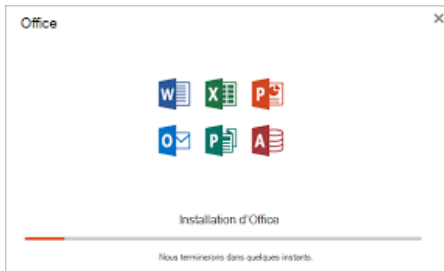 Office
W X P
O P A
Installation d'Office
Nous terminerons dans quelques instants.